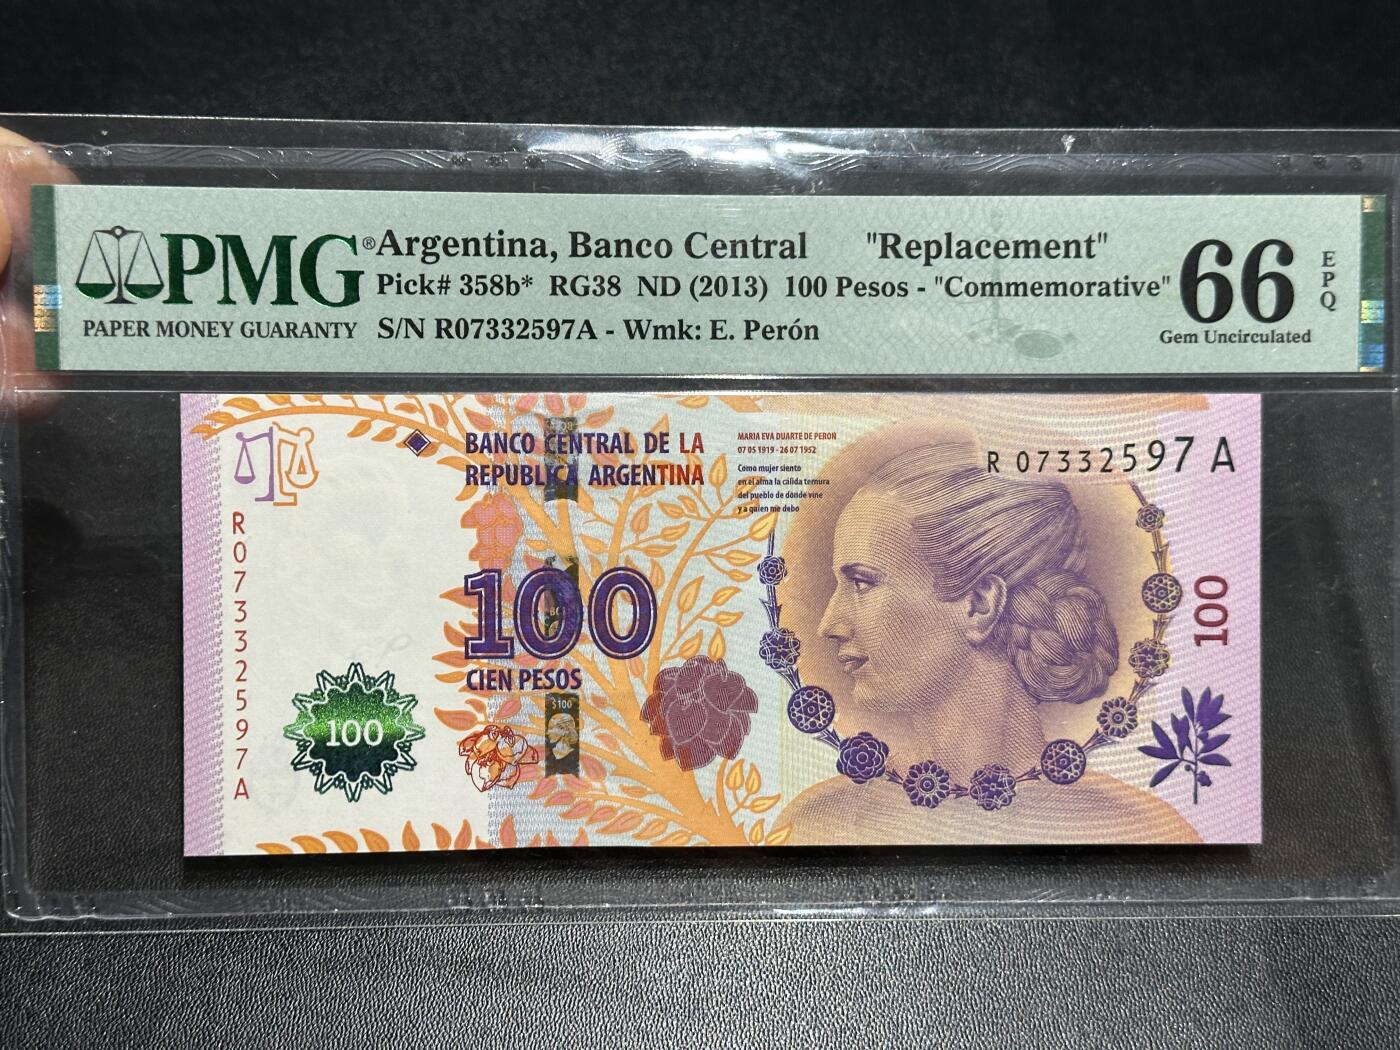 PMG®
PAPER MONEY GUARANTY
Argentina, Banco Central "Replacement"
Pick# 358b* RG38 ND (2013) 100 Pesos - "Commemorative"
S/N R07332597A - Wmk: E. Perón
66
EPQ
Gem Uncirculated
BANCO CENTRAL DE LA
REPUBLICA ARGENTINA
MARIA EVA DUARTE DE PERON
07 05 1919 - 26 07 1952
Como mujer siento
en el alma la cálida ternura
del pueblo de donde vine
y a quien me debo
R 07332597 A
R07332597A
100
CIEN PESOS
100
$100
100